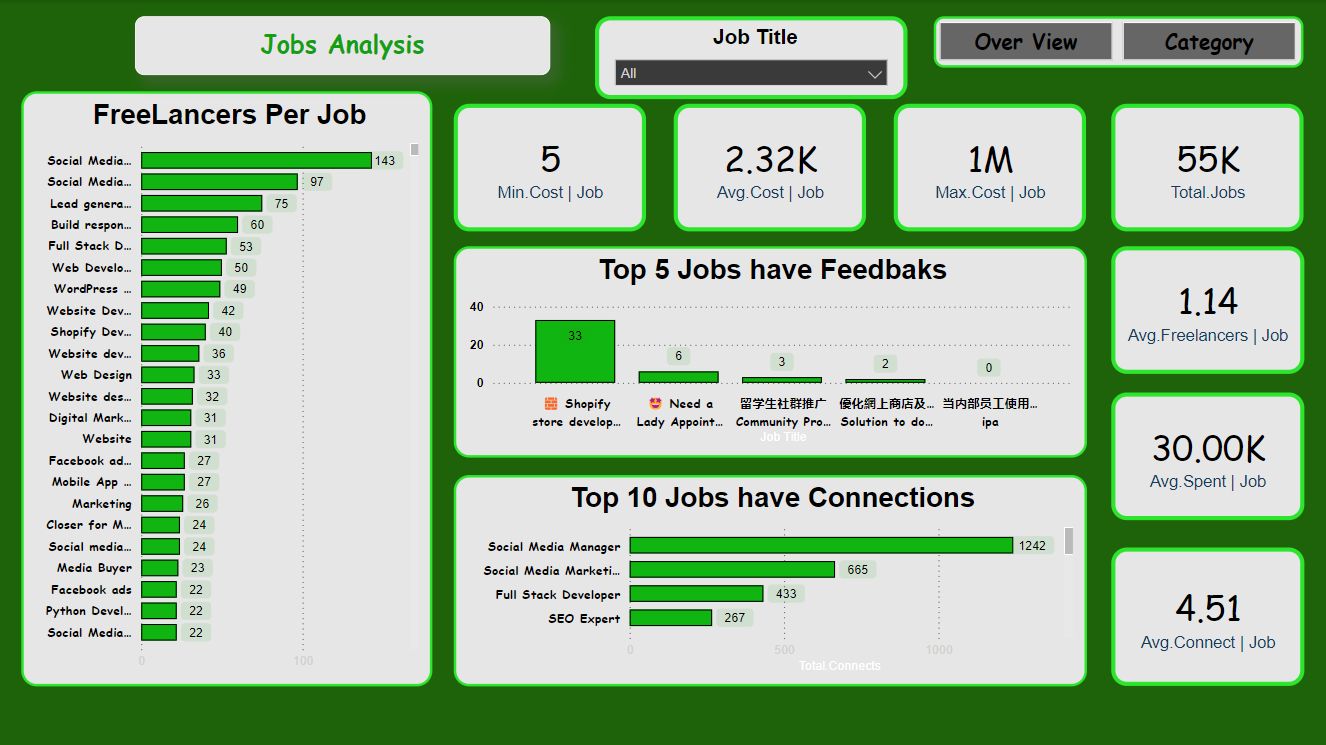 Jobs Analysis
Job Title
All
Over View
Category
FreeLancers Per Job
Social Media... 143
Social Media... 97
Lead genera... 75
Build respon... 60
Full Stack D... 53
Web Develo... 50
WordPress ... 49
Website Dev... 42
Shopify Dev... 40
Website dev... 36
Web Design 33
Website des... 32
Digital Mark... 31
Website 31
Facebook ad... 27
Mobile App ... 27
Marketing 26
Closer for M... 24
Social media... 24
Media Buyer 23
Facebook ads 22
Python Devel... 22
Social Media... 22
0 100
5
Min.Cost | Job
2.32K
Avg.Cost | Job
1M
Max.Cost | Job
55K
Total.Jobs
Top 5 Jobs have Feedbaks
40
20
0
33 6 3 2 0
🧱 Shopify
store develop...
🤩 Need a
Lady Appoint...
留学生社群推广
Community Pro...
優化網上商店及...
Solution to do...
当内部员工使用...
ipa
Job Title
1.14
Avg.Freelancers | Job
Top 10 Jobs have Connections
Social Media Manager 1242
Social Media Marketi... 665
Full Stack Developer 433
SEO Expert 267
0 500 1000
Total.Connects
30.00K
Avg.Spent | Job
4.51
Avg.Connect | Job